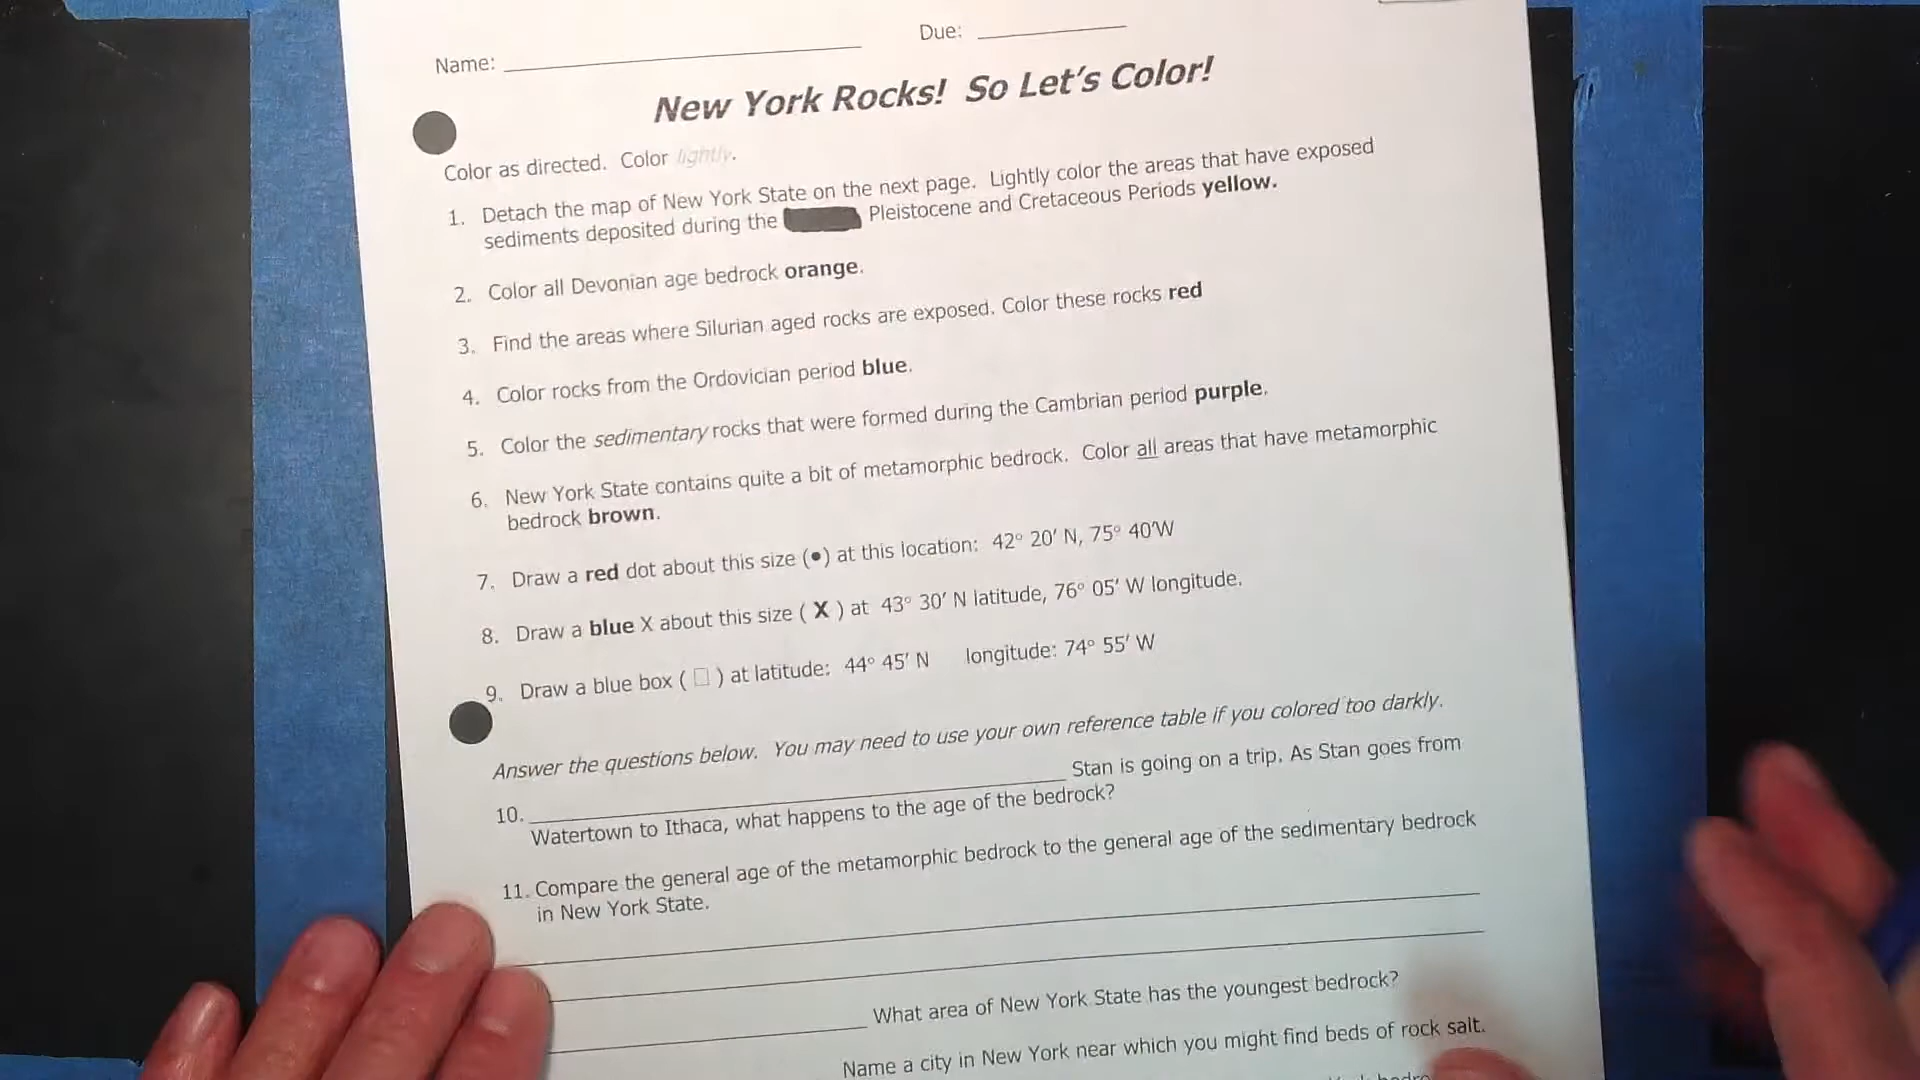 Name: ____________ Due: ____________
New York Rocks! So Let's Color!
Color as directed. Color lightly.
1. Detach the map of New York State on the next page. Lightly color the areas that have exposed
sediments deposited during the Pleistocene and Cretaceous Periods yellow.
2. Color all Devonian age bedrock orange.
3. Find the areas where Silurian aged rocks are exposed. Color these rocks red
4. Color rocks from the Ordovician period blue.
5. Color the sedimentary rocks that were formed during the Cambrian period purple.
6. New York State contains quite a bit of metamorphic bedrock. Color all areas that have metamorphic
bedrock brown.
7. Draw a red dot about this size (•) at this location: 42° 20' N, 75° 40'W
8. Draw a blue X about this size ( X ) at 43° 30' N latitude, 76° 05' W longitude.
9. Draw a blue box ( □ ) at latitude: 44° 45' N longitude: 74° 55' W
Answer the questions below. You may need to use your own reference table if you colored too darkly.
10. ____________ Stan is going on a trip. As Stan goes from
Watertown to Ithaca, what happens to the age of the bedrock?
11. Compare the general age of the metamorphic bedrock to the general age of the sedimentary bedrock
in New York State.
What area of New York State has the youngest bedrock?
Name a city in New York near which you might find beds of rock salt.